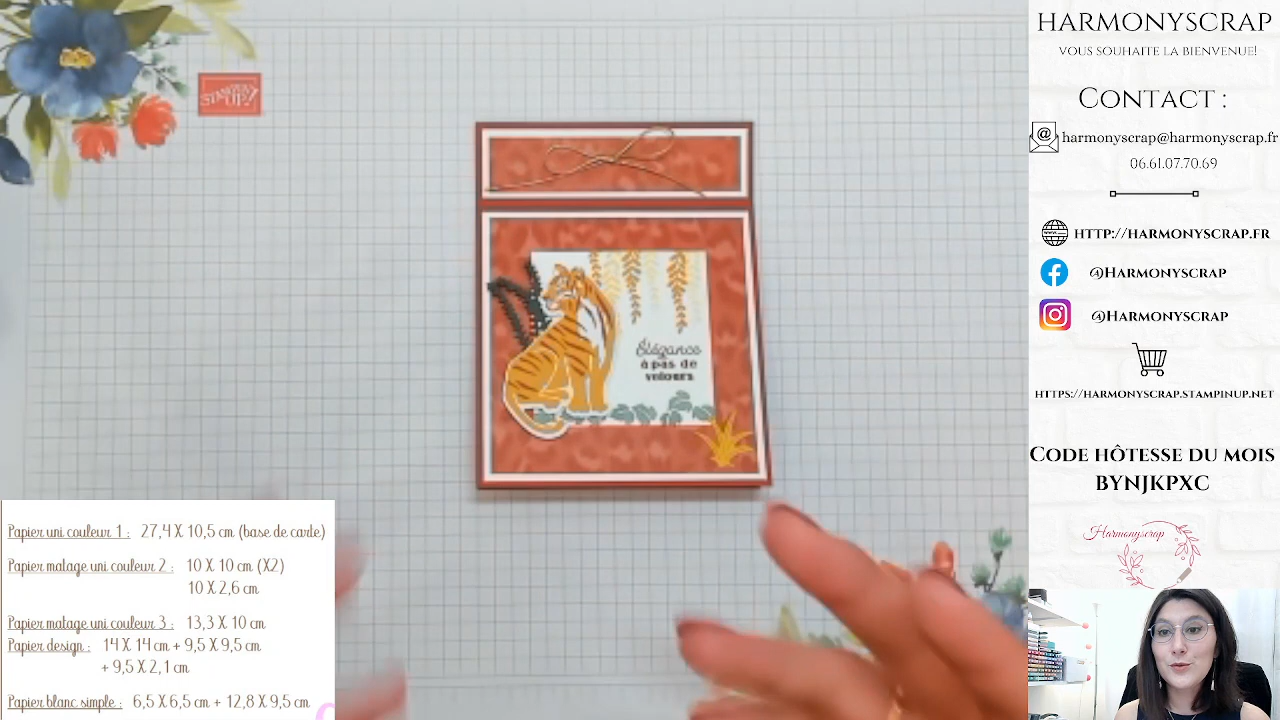 STAMPIN' UP!
Élégance
à pas de
velours
Papier uni couleur 1 : 27,4 X 10,5 cm (base de carte)
Papier matage uni couleur 2 : 10 X 10 cm (X2)
10 X 2,6 cm
Papier matage uni couleur 3 : 13,3 X 10 cm
Papier design : 14 X 14 cm + 9,5 X 9,5 cm
+ 9,5 X 2,1 cm
Papier blanc simple : 6,5 X 6,5 cm + 12,8 X 9,5 cm
HARMONYSCRAP
VOUS SOUHAITE LA BIENVENUE!
CONTACT :
harmonyscrap@harmonyscrap.fr
06.61.07.70.69
HTTP://HARMONYSCRAP.FR
@HARMONYSCRAP
@HARMONYSCRAP
HTTPS://HARMONYSCRAP.STAMPINUP.NET
CODE HÔTESSE DU MOIS
BYNJKPXC
Harmonyscrap